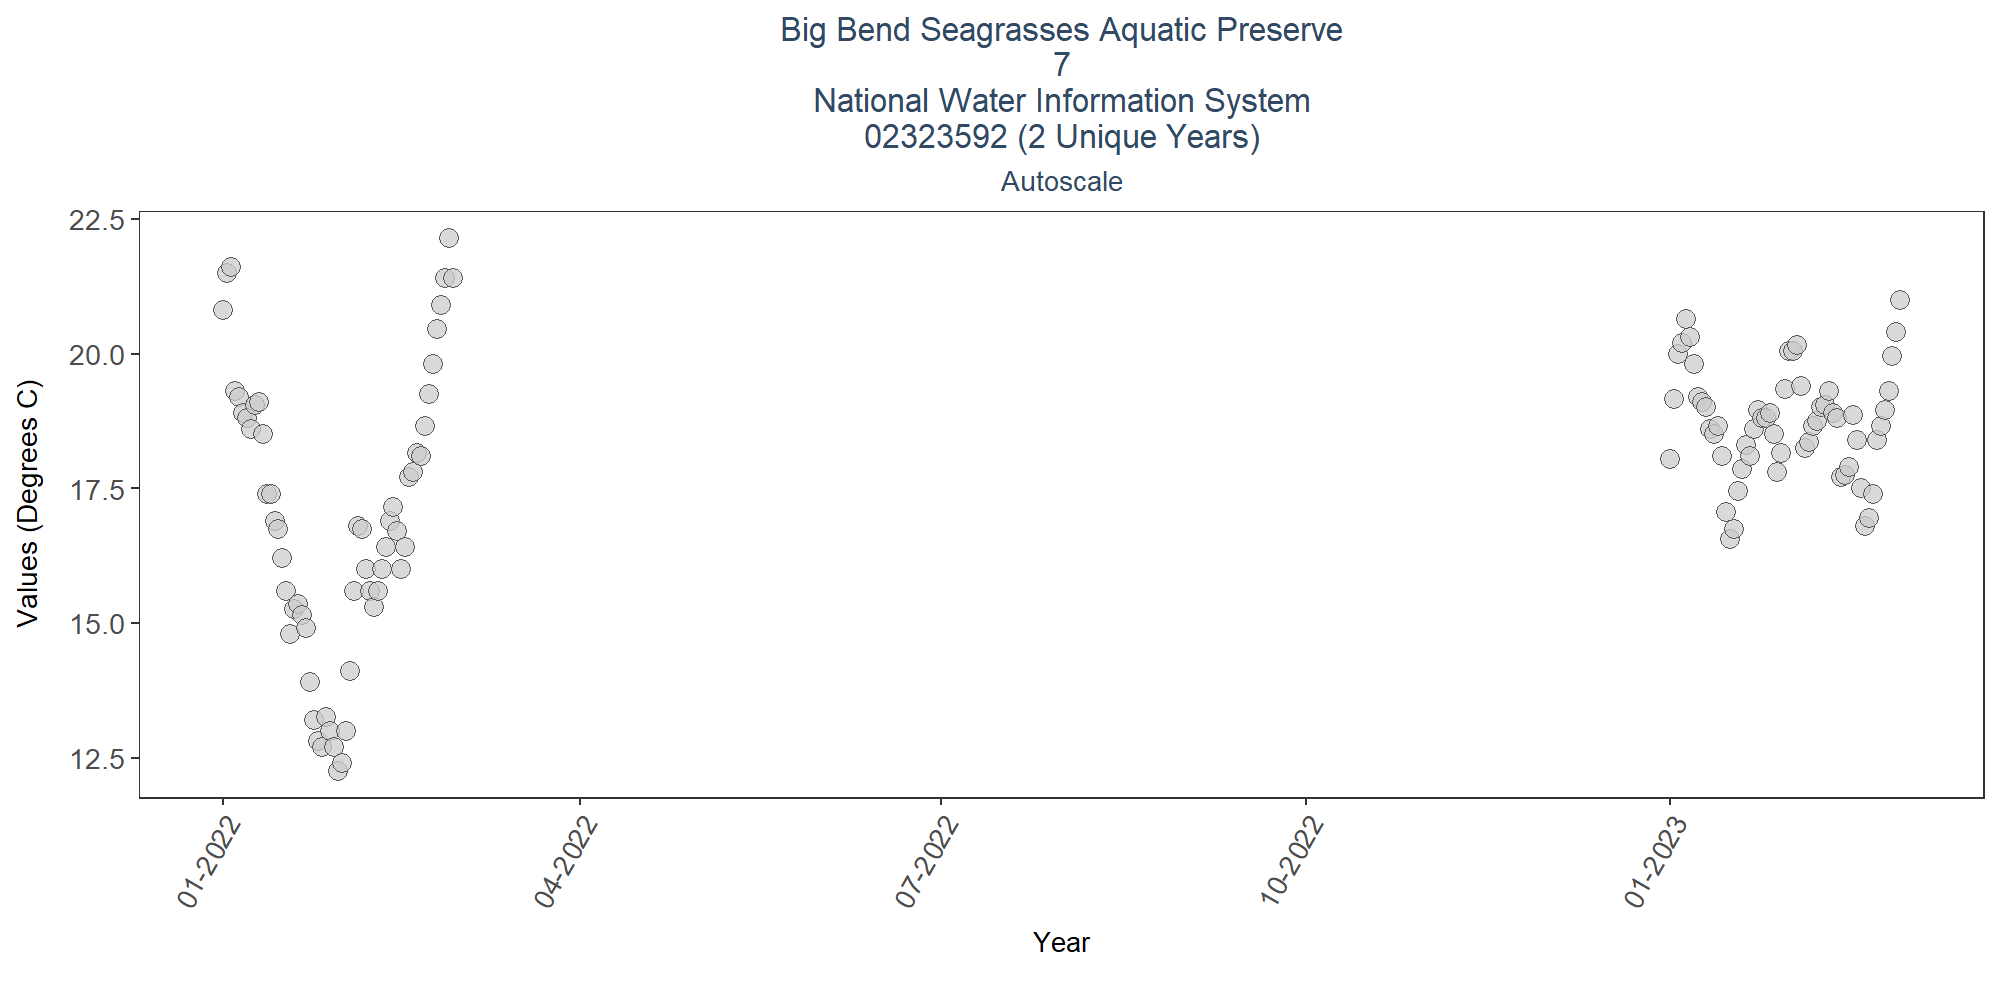 Big Bend Seagrasses Aquatic Preserve
7
National Water Information System
02323592 (2 Unique Years)
Autoscale
22.5
20.0
17.5
15.0
12.5
Values (Degrees C)
01-2022
04-2022
07-2022
10-2022
01-2023
Year